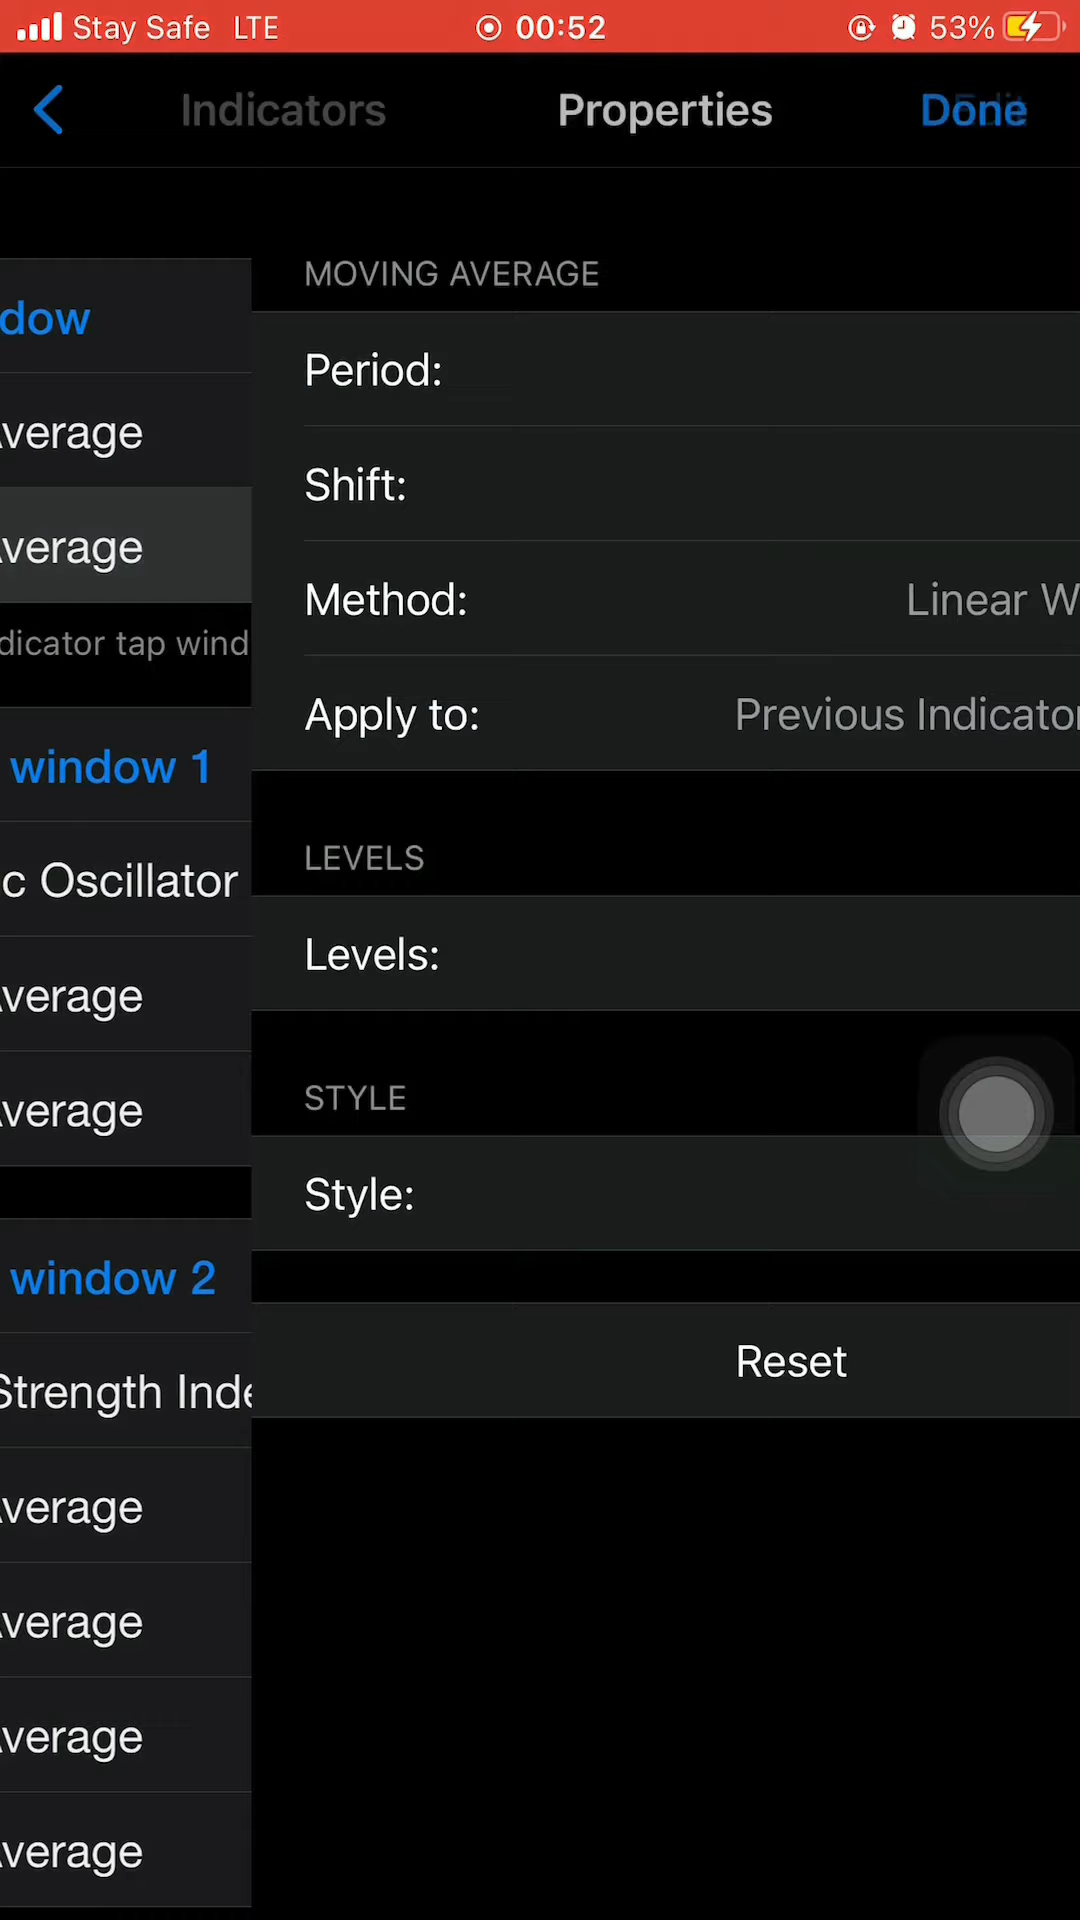 Stay Safe LTE 00:52 53%
Indicators Properties Done
dow
verage
verage
dicator tap wind
window 1
c Oscillator
verage
verage
window 2
Strength Inde
verage
verage
verage
verage
MOVING AVERAGE
Period:
Shift:
Method: Linear W
Apply to: Previous Indicator
LEVELS
Levels:
STYLE
Style:
Reset